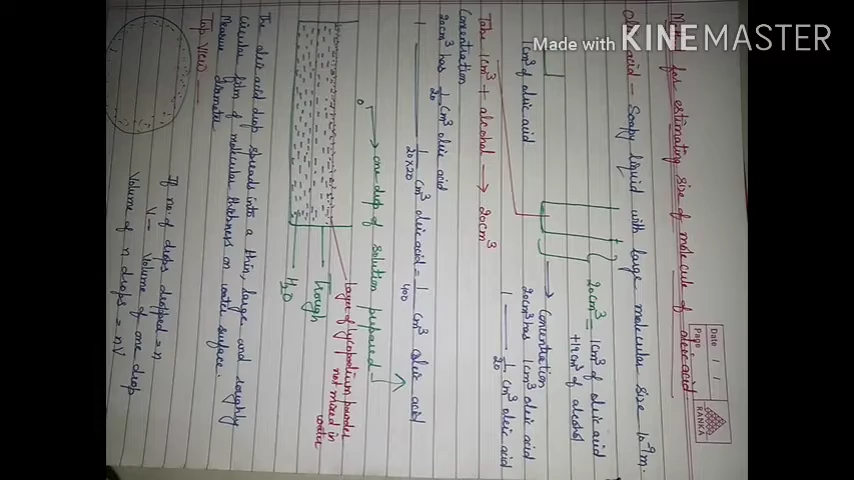 Made with KINEMASTER
Date / /
Page
RANKA
for estimating size of molecule of oleic-acid
acid - Soapy liquid with large molecular size 10⁻⁹m.
20cm³ = 1cm³ of oleic acid
+19cm³ of alcohol
1cm³ of oleic acid
→ Concentration
20cm³ has 1cm³ oleic acid
1 — 1/20 cm³ oleic acid
Take 1cm³ + alcohol → 20cm³
Concentration
20cm³ has 1/20 cm³ oleic acid
1 — 1/20×20 cm³ oleic acid = 1/400 cm³ oleic acid
→ one drop of solution prepared
layer of lycopodium powder
not mixed in
water
Trough
H₂O
The oleic acid drop spreads into a thin, large and roughly
circular film of molecular thickness on water surface.
Measure diameter
Top View
If no. of drops dropped = n
V - Volume of one drop
Volume of n drops = nV